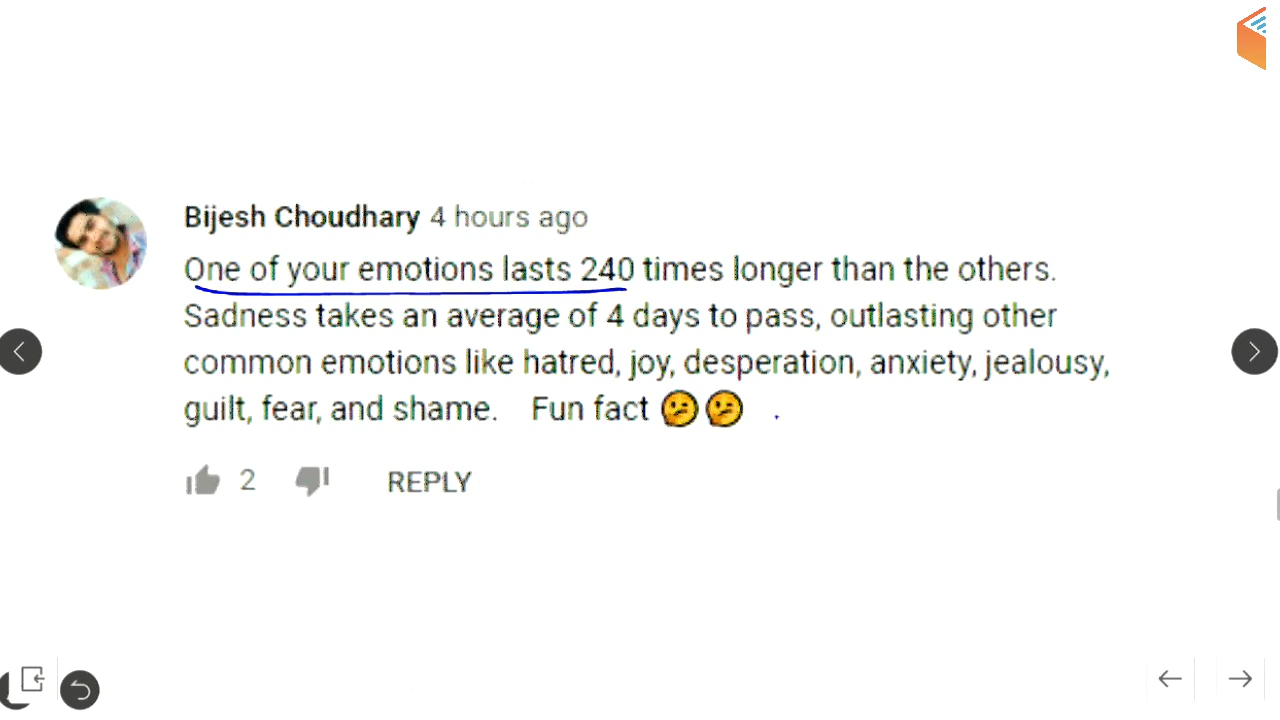 Bijesh Choudhary 4 hours ago
One of your emotions lasts 240 times longer than the others.
Sadness takes an average of 4 days to pass, outlasting other
common emotions like hatred, joy, desperation, anxiety, jealousy,
guilt, fear, and shame. Fun fact 🫤🫤
2 REPLY